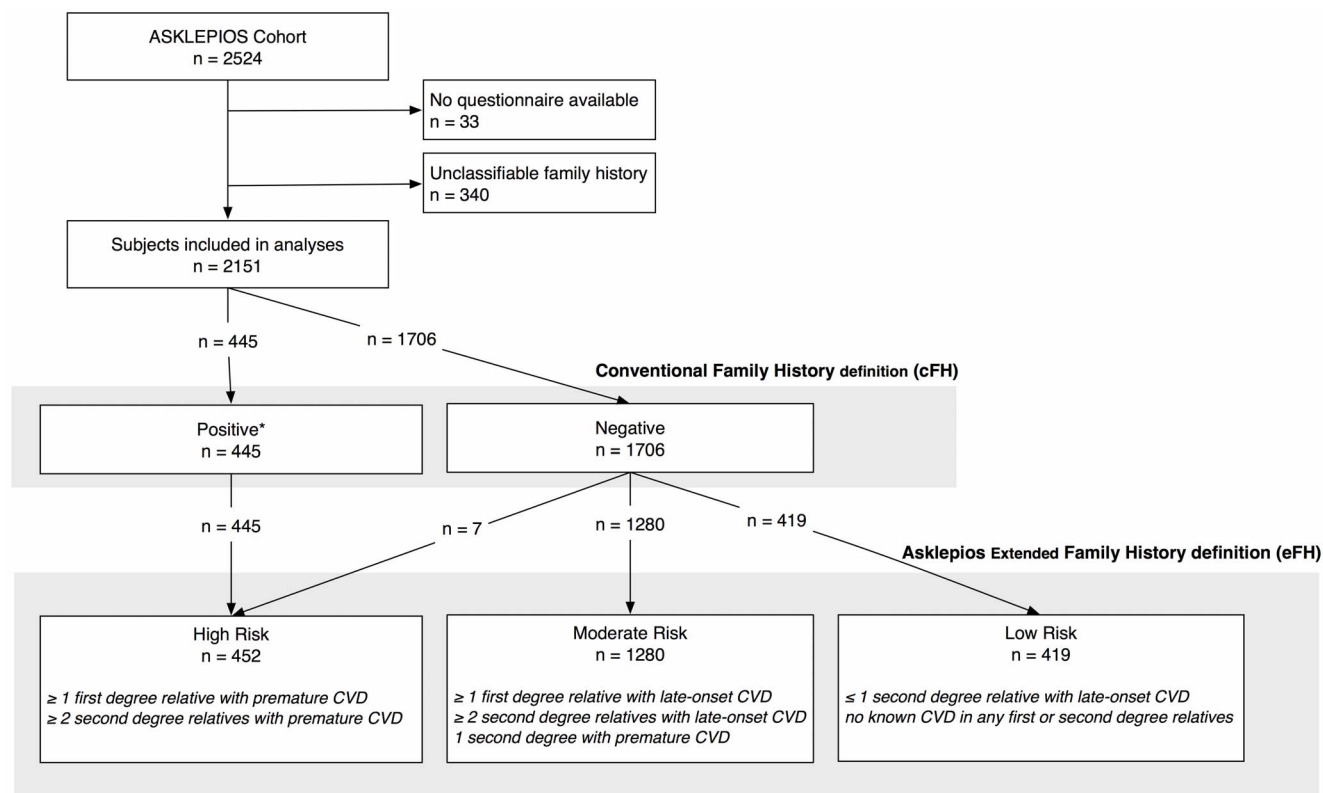 ASKLEPIOS Cohort
n = 2524
No questionnaire available
n = 33
Unclassifiable family history
n = 340
Subjects included in analyses
n = 2151
n = 445
n = 1706
Conventional Family History definition (cFH)
Positive*
n = 445
Negative
n = 1706
n = 445
n = 7
n = 1280
n = 419
Asklepios Extended Family History definition (eFH)
High Risk
n = 452
≥ 1 first degree relative with premature CVD
≥ 2 second degree relatives with premature CVD
Moderate Risk
n = 1280
≥ 1 first degree relative with late-onset CVD
≥ 2 second degree relatives with late-onset CVD
1 second degree with premature CVD
Low Risk
n = 419
≤ 1 second degree relative with late-onset CVD
no known CVD in any first or second degree relatives